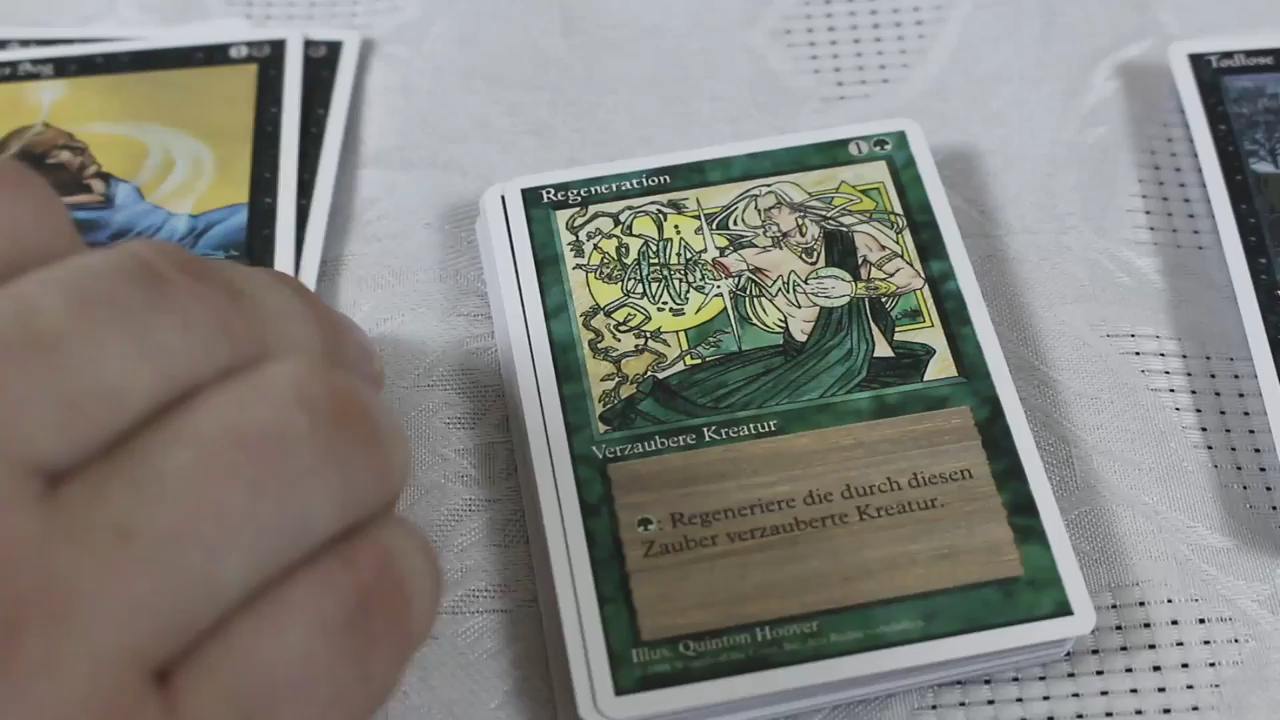 Regeneration
1
Verzaubere Kreatur
: Regeneriere die durch diesen
Zauber verzauberte Kreatur.
Illus. Quinton Hoover
Todlose